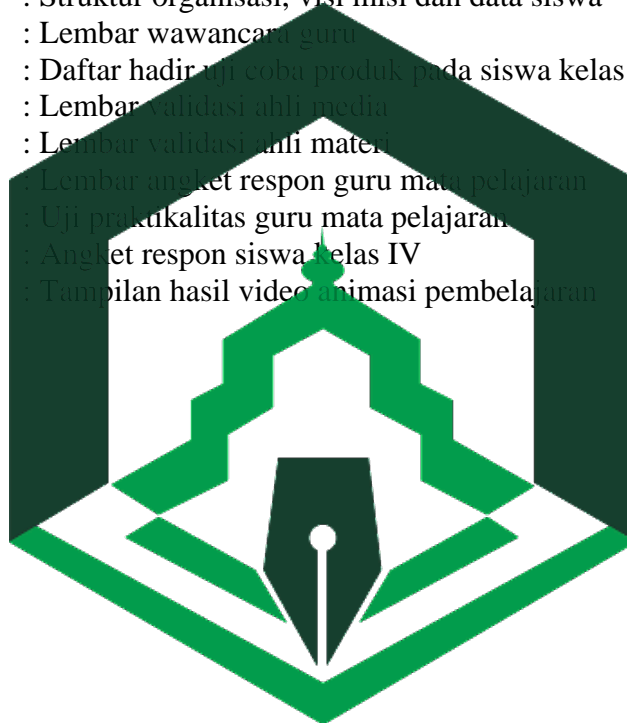 : Struktur organisasi, visi misi dan data siswa
: Lembar wawancara guru
: Daftar hadir uji coba produk pada siswa kelas
: Lembar validasi ahli media
: Lembar validasi ahli materi
: Lembar angket respon guru mata pelajaran
: Uji praktikalitas guru mata pelajaran
: Angket respon siswa kelas IV
: Tampilan hasil video animasi pembelajaran